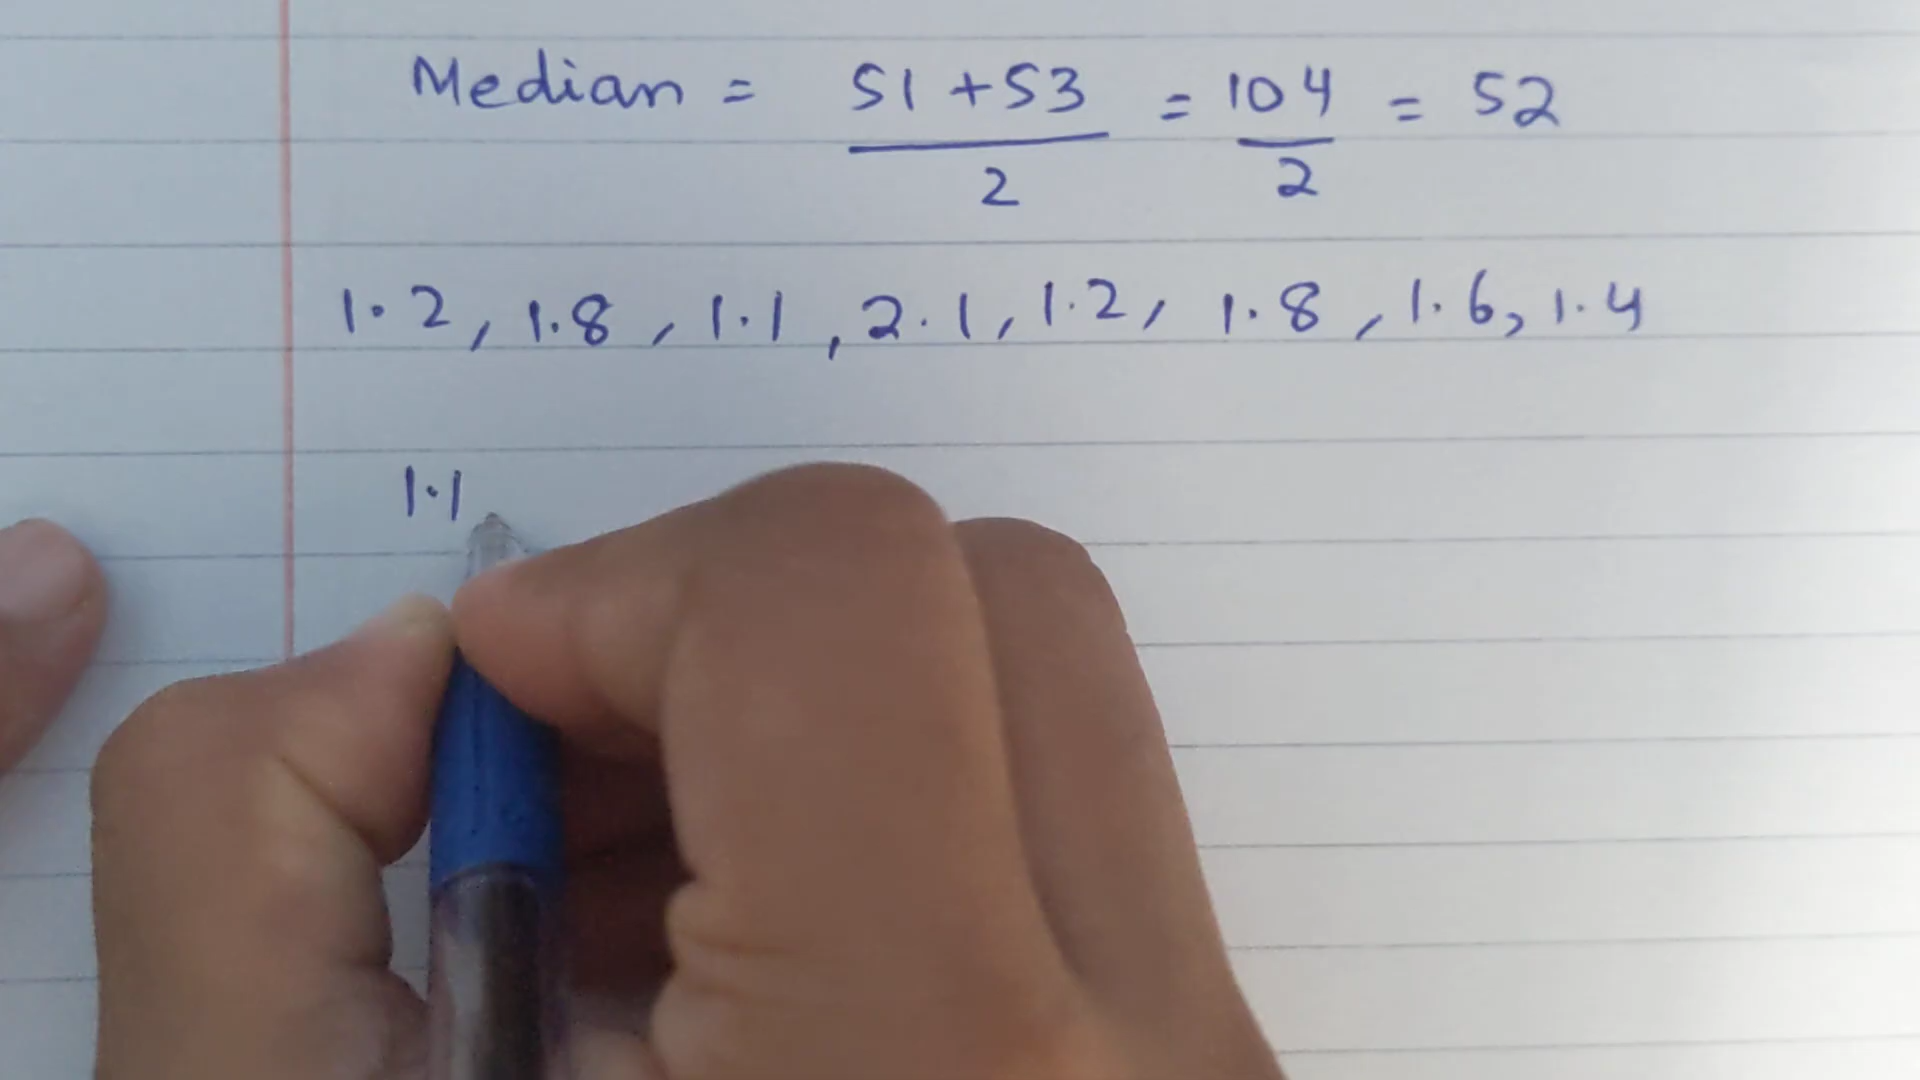 Median = 51 + 53 / 2 = 104 / 2 = 52
1.2, 1.8, 1.1, 2.1, 1.2, 1.8, 1.6, 1.4
1.1